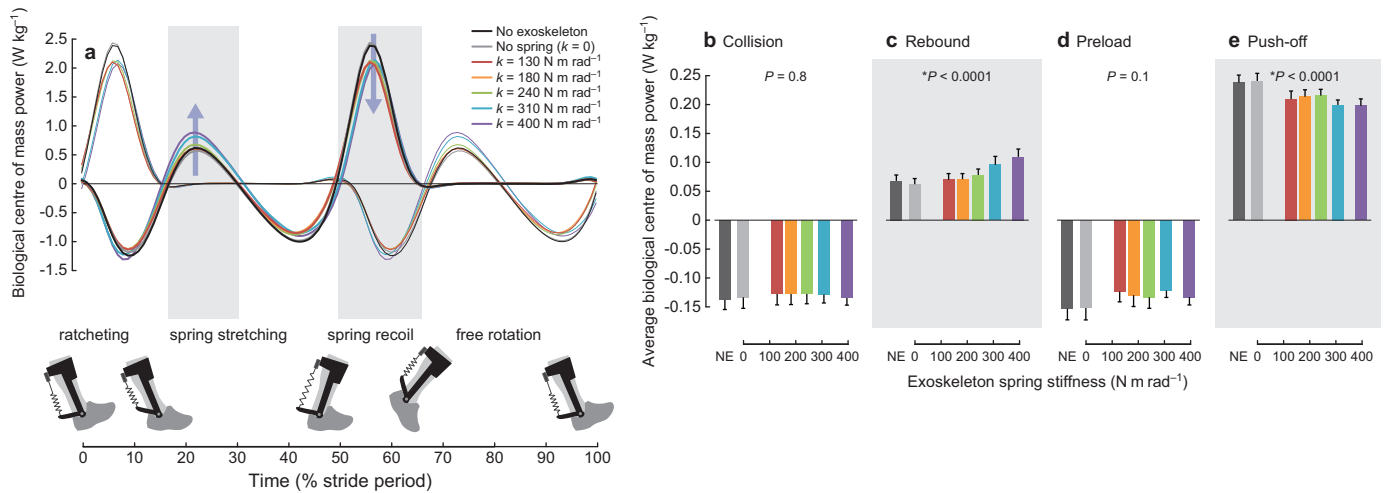 a
Biological centre of mass power (W kg⁻¹)
2.5
2.0
1.5
1.0
0.5
0
-0.5
-1.0
1.5
No exoskeleton
No spring (k = 0)
k = 130 N m rad⁻¹
k = 180 N m rad⁻¹
k = 240 N m rad⁻¹
k = 310 N m rad⁻¹
k = 400 N m rad⁻¹
ratcheting spring stretching spring recoil free rotation
0 10 20 30 40 50 60 70 80 90 100
Time (% stride period)
Average biological centre of mass power (W kg⁻¹)
0.25
0.20
0.15
0.10
0.05
0
-0.05
-0.10
-0.15
b Collision
P = 0.8
NE 0 100 200 300 400
c Rebound
*P < 0.0001
NE 0 100 200 300 400
d Preload
P = 0.1
NE 0 100 200 300 400
e Push-off
*P < 0.0001
NE 0 100 200 300 400
Exoskeleton spring stiffness (N m rad⁻¹)